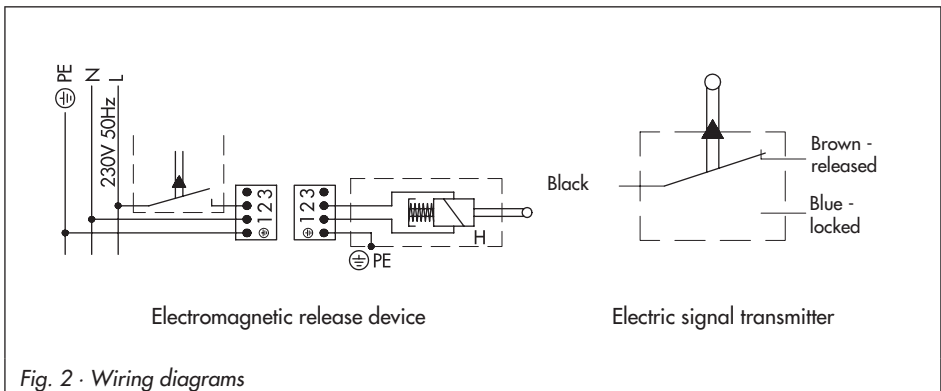 PE
N
L
230V 50Hz
1 2 3
1 2 3
H
PE
Electromagnetic release device
Black
Brown -
released
Blue -
locked
Electric signal transmitter
Fig. 2 · Wiring diagrams